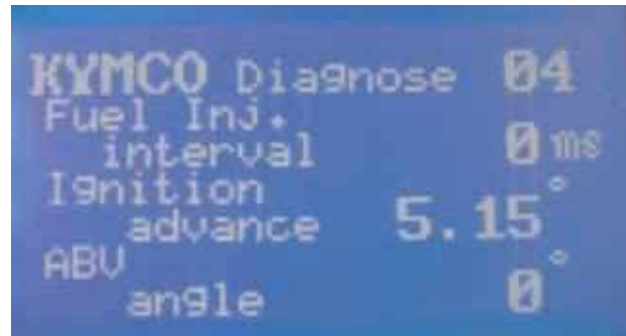 KYMCO Diagnose 04
Fuel Inj.
interval 0 ms
Ignition
advance 5.15°
ABV
angle 0°